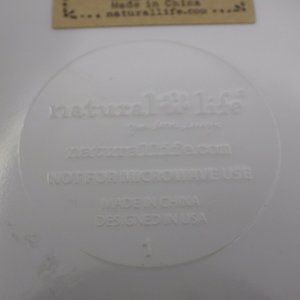 Made in China
naturallife.com
natural life
naturallife.com
NOT FOR MICROWAVE USE
MADE IN CHINA
DESIGNED IN USA
1